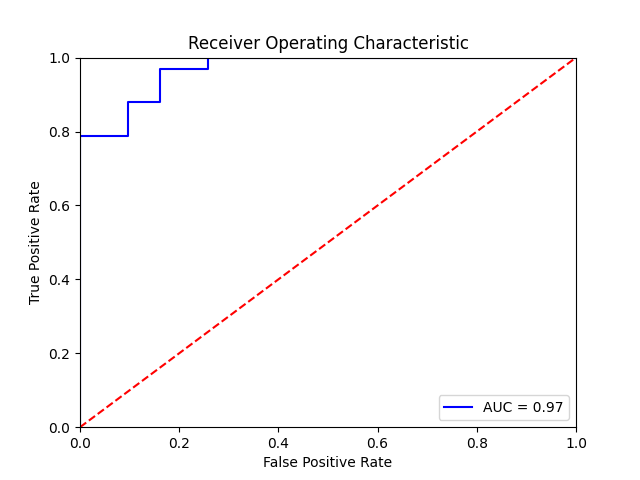 Receiver Operating Characteristic
1.0
0.8
0.6
0.4
0.2
0.0
True Positive Rate
AUC = 0.97
0.0 0.2 0.4 0.6 0.8 1.0
False Positive Rate